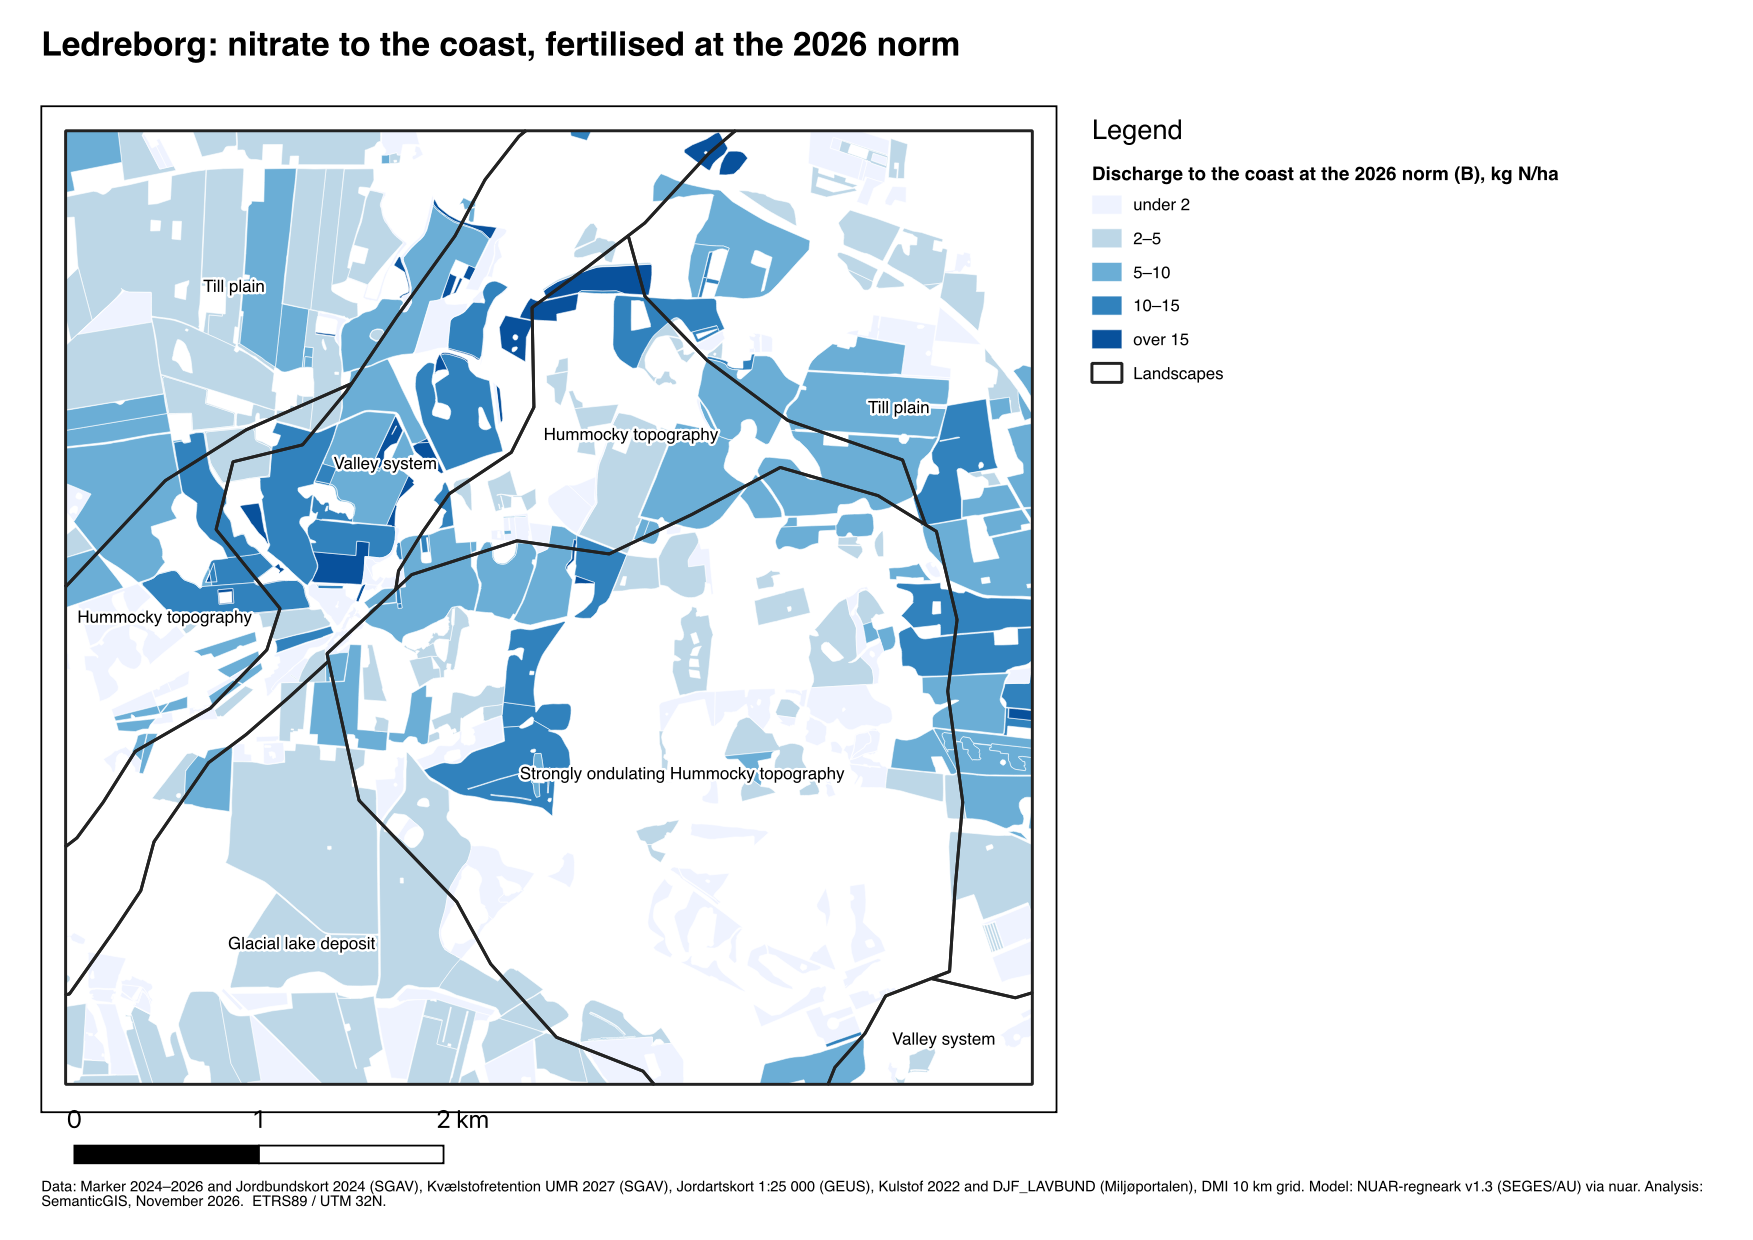 Ledreborg: nitrate to the coast, fertilised at the 2026 norm
Legend
Discharge to the coast at the 2026 norm (B), kg N/ha
under 2
2–5
5–10
10–15
over 15
Landscapes
Till plain
Till plain
Hummocky topography
Valley system
Hummocky topography
Strongly ondulating Hummocky topography
Glacial lake deposit
Valley system
0 1 2 km
Data: Marker 2024–2026 and Jordbundskort 2024 (SGAV), Kvælstofretention UMR 2027 (SGAV), Jordartskort 1:25 000 (GEUS), Kulstof 2022 and DJF_LAVBUND (Miljøportalen), DMI 10 km grid. Model: NUAR-regneark v1.3 (SEGES/AU) via nuar. Analysis:
SemanticGIS, November 2026. ETRS89 / UTM 32N.